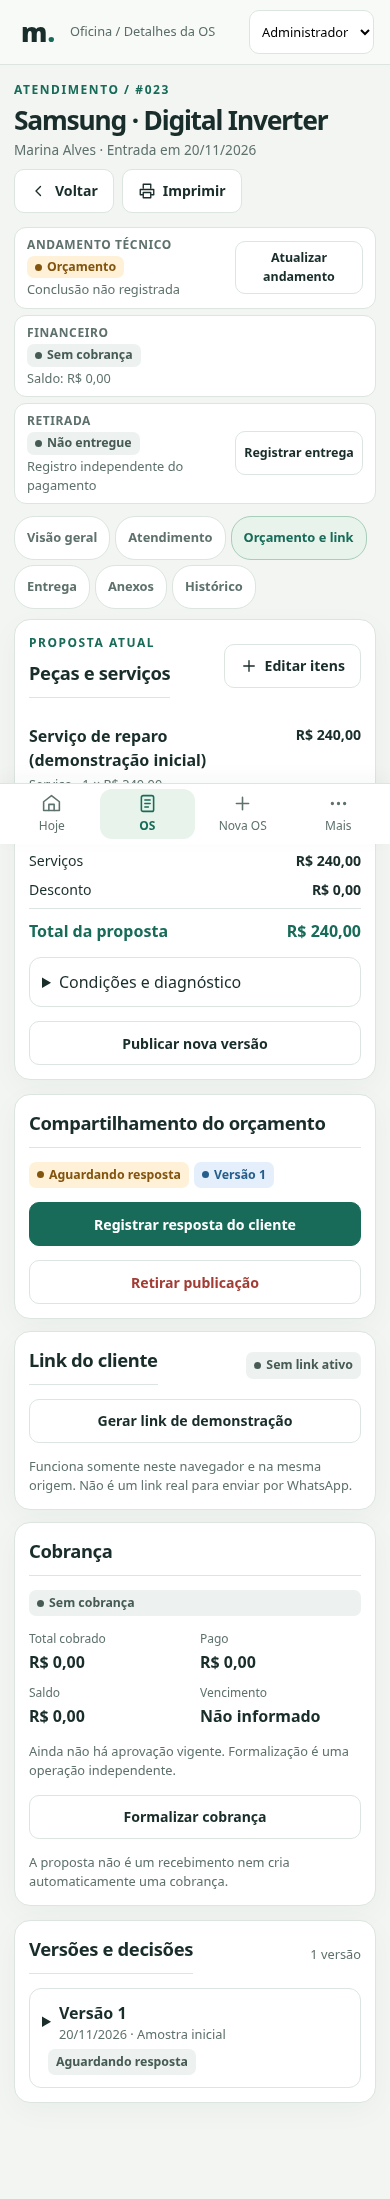 m.
Oficina / Detalhes da OS
Administrador
ATENDIMENTO / #023
Samsung · Digital Inverter
Marina Alves · Entrada em 20/11/2026
Voltar
Imprimir
ANDAMENTO TÉCNICO
Orçamento
Conclusão não registrada
Atualizar
andamento
FINANCEIRO
Sem cobrança
Saldo: R$ 0,00
RETIRADA
Não entregue
Registro independente do
pagamento
Registrar entrega
Visão geral
Atendimento
Orçamento e link
Entrega
Anexos
Histórico
PROPOSTA ATUAL
Peças e serviços
Editar itens
Serviço de reparo
(demonstração inicial)
R$ 240,00
Hoje
OS
Nova OS
Mais
Serviços
R$ 240,00
Desconto
R$ 0,00
Total da proposta
R$ 240,00
Condições e diagnóstico
Publicar nova versão
Compartilhamento do orçamento
Aguardando resposta
Versão 1
Registrar resposta do cliente
Retirar publicação
Link do cliente
Sem link ativo
Gerar link de demonstração
Funciona somente neste navegador e na mesma
origem. Não é um link real para enviar por WhatsApp.
Cobrança
Sem cobrança
Total cobrado
R$ 0,00
Pago
R$ 0,00
Saldo
R$ 0,00
Vencimento
Não informado
Ainda não há aprovação vigente. Formalização é uma
operação independente.
Formalizar cobrança
A proposta não é um recebimento nem cria
automaticamente uma cobrança.
Versões e decisões
1 versão
Versão 1
20/11/2026 · Amostra inicial
Aguardando resposta